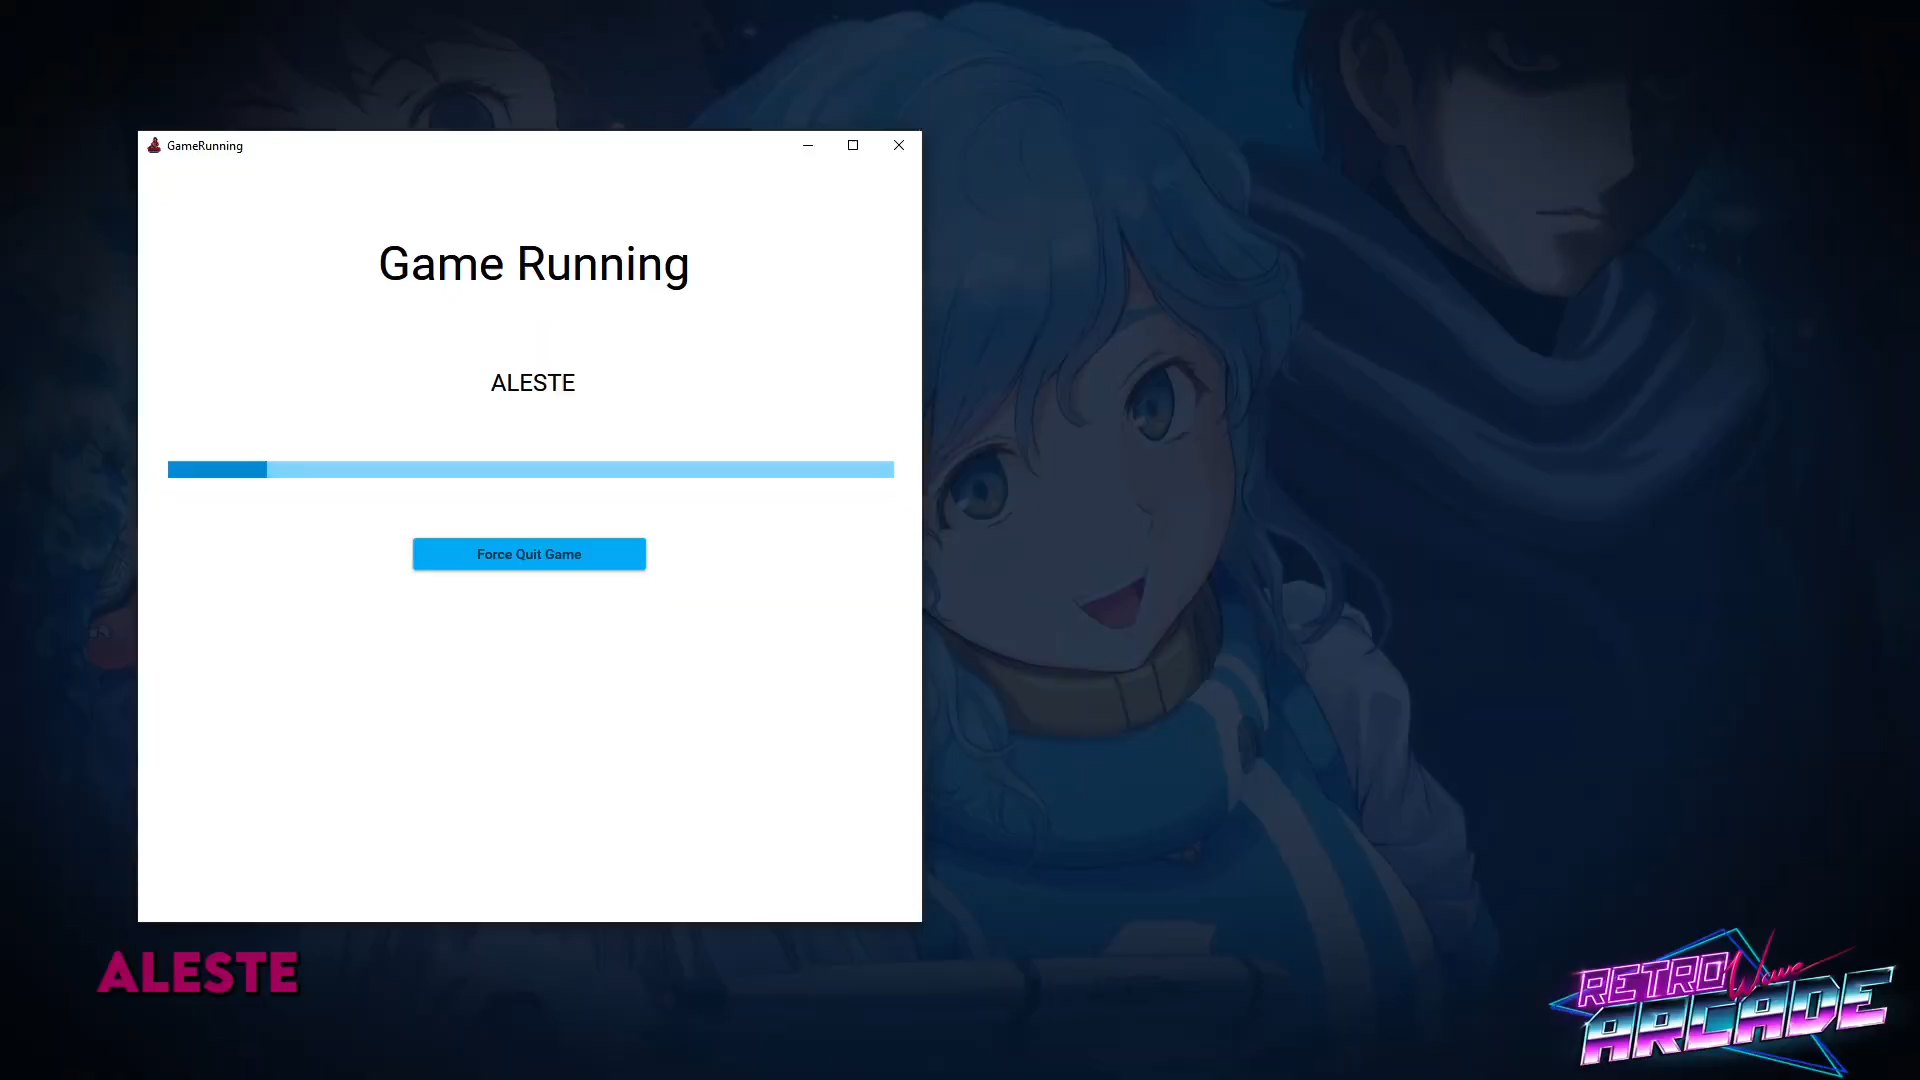 GameRunning
Game Running
ALESTE
Force Quit Game
ALESTE
RETRO Wave
ARCADE